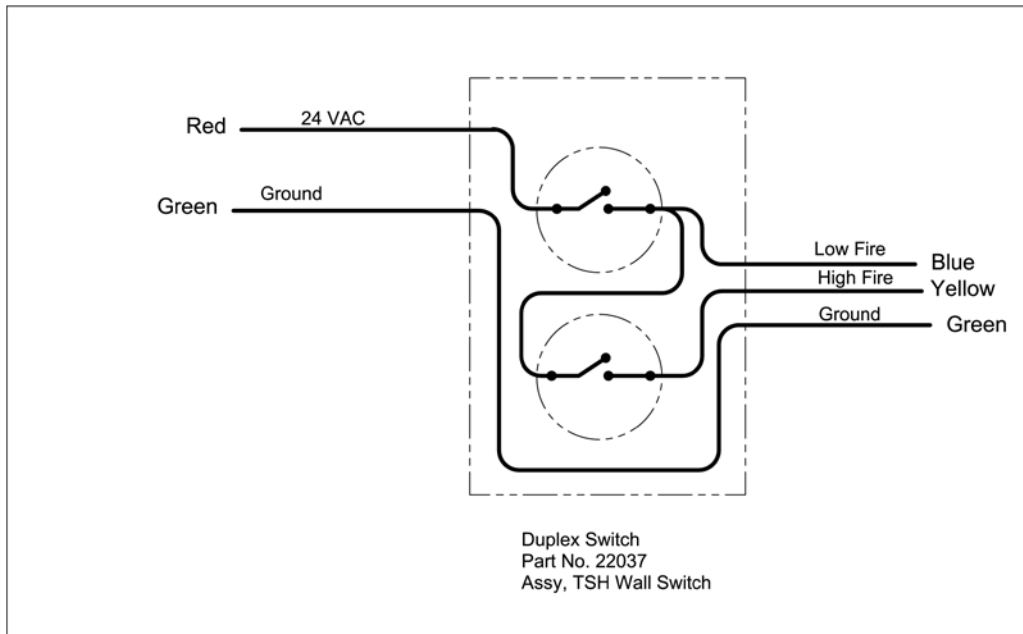 Red
24 VAC
Green
Ground
Low Fire
Blue
High Fire
Yellow
Ground
Green
Duplex Switch
Part No. 22037
Assy, TSH Wall Switch